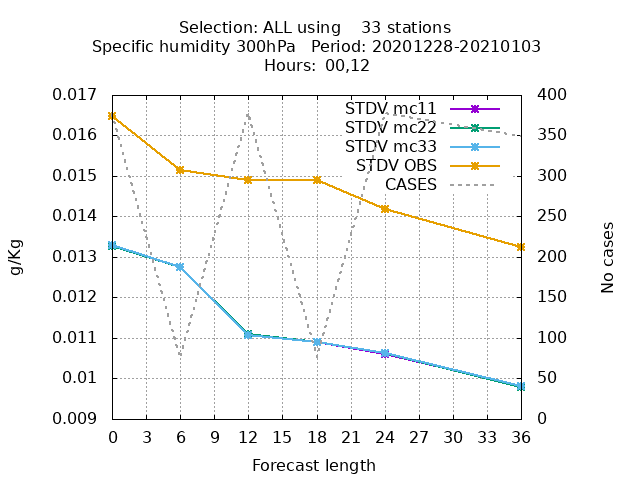 Selection: ALL using    33 stations
Specific humidity 300hPa   Period: 20201228-20210103
Hours: 00,12
STDV mc11
STDV mc22
STDV mc33
STDV OBS
CASES
0.017
0.016
0.015
0.014
0.013
0.012
0.011
0.01
0.009
g/Kg
400
350
300
250
200
150
100
50
0
No cases
0 3 6 9 12 15 18 21 24 27 30 33 36
Forecast length